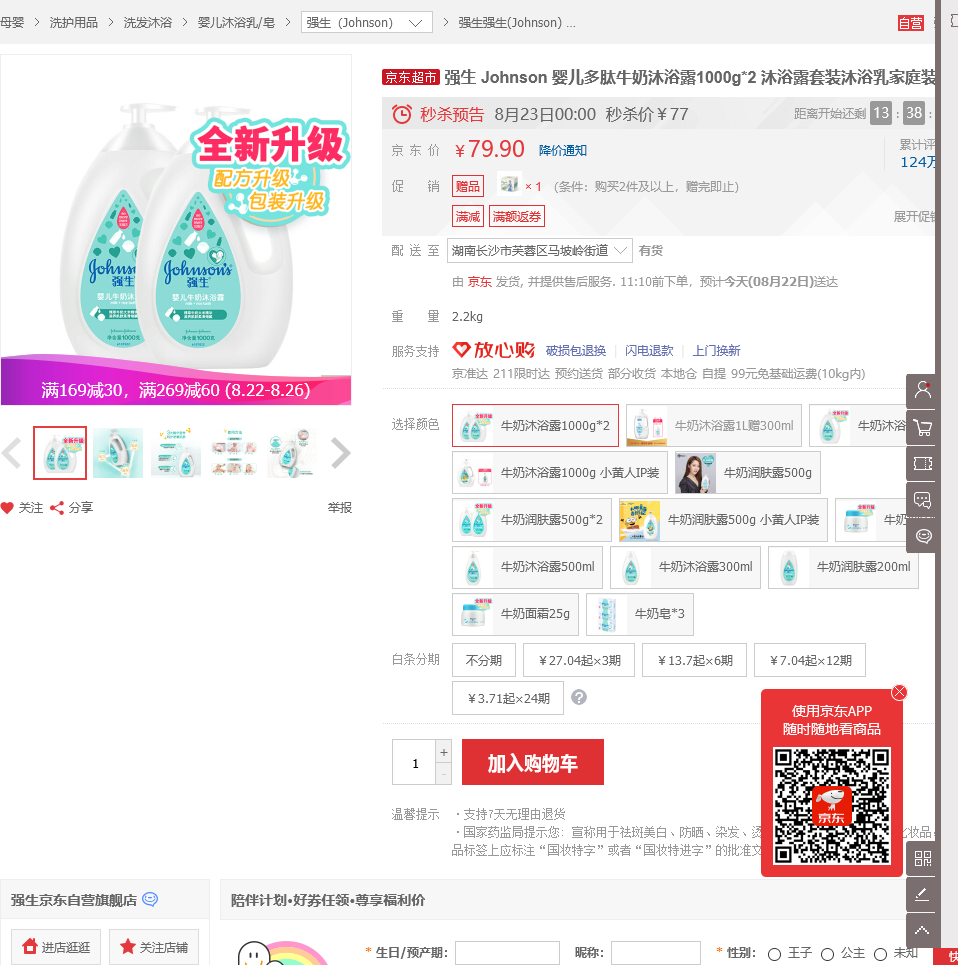 母婴 > 洗护用品 > 洗发沐浴 > 婴儿沐浴乳/皂 > 强生（Johnson） > 强生强生(Johnson) ...
自营
京东超市 强生 Johnson 婴儿多肽牛奶沐浴露1000g*2 沐浴露套装沐浴乳家庭装
秒杀预告 8月23日00:00 秒杀价￥77 距离开始还剩 13 : 38 :
京 东 价 ￥79.90 降价通知
累计评
124万
促 销 赠品 × 1 （条件：购买2件及以上，赠完即止）
满减 满额返券
展开促销
配 送 至 湖南长沙市芙蓉区马坡岭街道 有货
由 京东 发货, 并提供售后服务. 11:10前下单，预计今天(08月22日)送达
重 量 2.2kg
服务支持 放心购 破损包退换 闪电退款 上门换新
京准达 211限时达 预约送货 部分收货 本地仓 自提 99元免基础运费(10kg内)
全新升级
配方升级
包装升级
Johnson's
强生
婴儿牛奶沐浴露
净含量1000克
Johnson's
强生
婴儿牛奶沐浴露
净含量1000克
满169减30，满269减60 (8.22-8.26)
关注 分享 举报
选择颜色 牛奶沐浴露1000g*2 牛奶沐浴露1L赠300ml 牛奶沐浴
牛奶沐浴露1000g 小黄人IP装 牛奶润肤露500g
牛奶润肤露500g*2 牛奶润肤露500g 小黄人IP装 牛奶
牛奶沐浴露500ml 牛奶沐浴露300ml 牛奶润肤露200ml
牛奶面霜25g 牛奶皂*3
白条分期 不分期 ￥27.04起×3期 ￥13.7起×6期 ￥7.04起×12期
￥3.71起×24期 ?
使用京东APP
随时随地看商品
京东
1 + - 加入购物车
温馨提示 · 支持7天无理由退货
· 国家药监局提示您：宣称用于祛斑美白、防晒、染发、烫
化妆品，
品标签上应标注“国妆特字”或者“国妆特进字”的批准文
强生京东自营旗舰店
进店逛逛 关注店铺
陪伴计划•好券任领•尊享福利价
* 生日/预产期： 昵称： * 性别： 王子 公主 未知
快